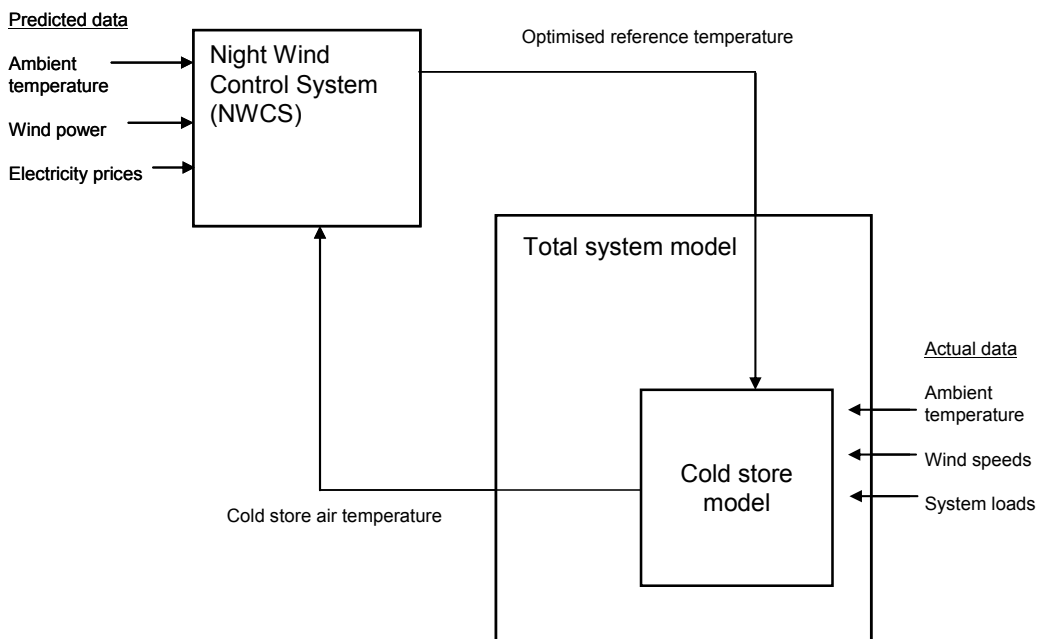 Predicted data
Ambient
temperature
Wind power
Electricity prices
Night Wind
Control System
(NWCS)
Optimised reference temperature
Total system model
Actual data
Ambient
temperature
Wind speeds
System loads
Cold store
model
Cold store air temperature